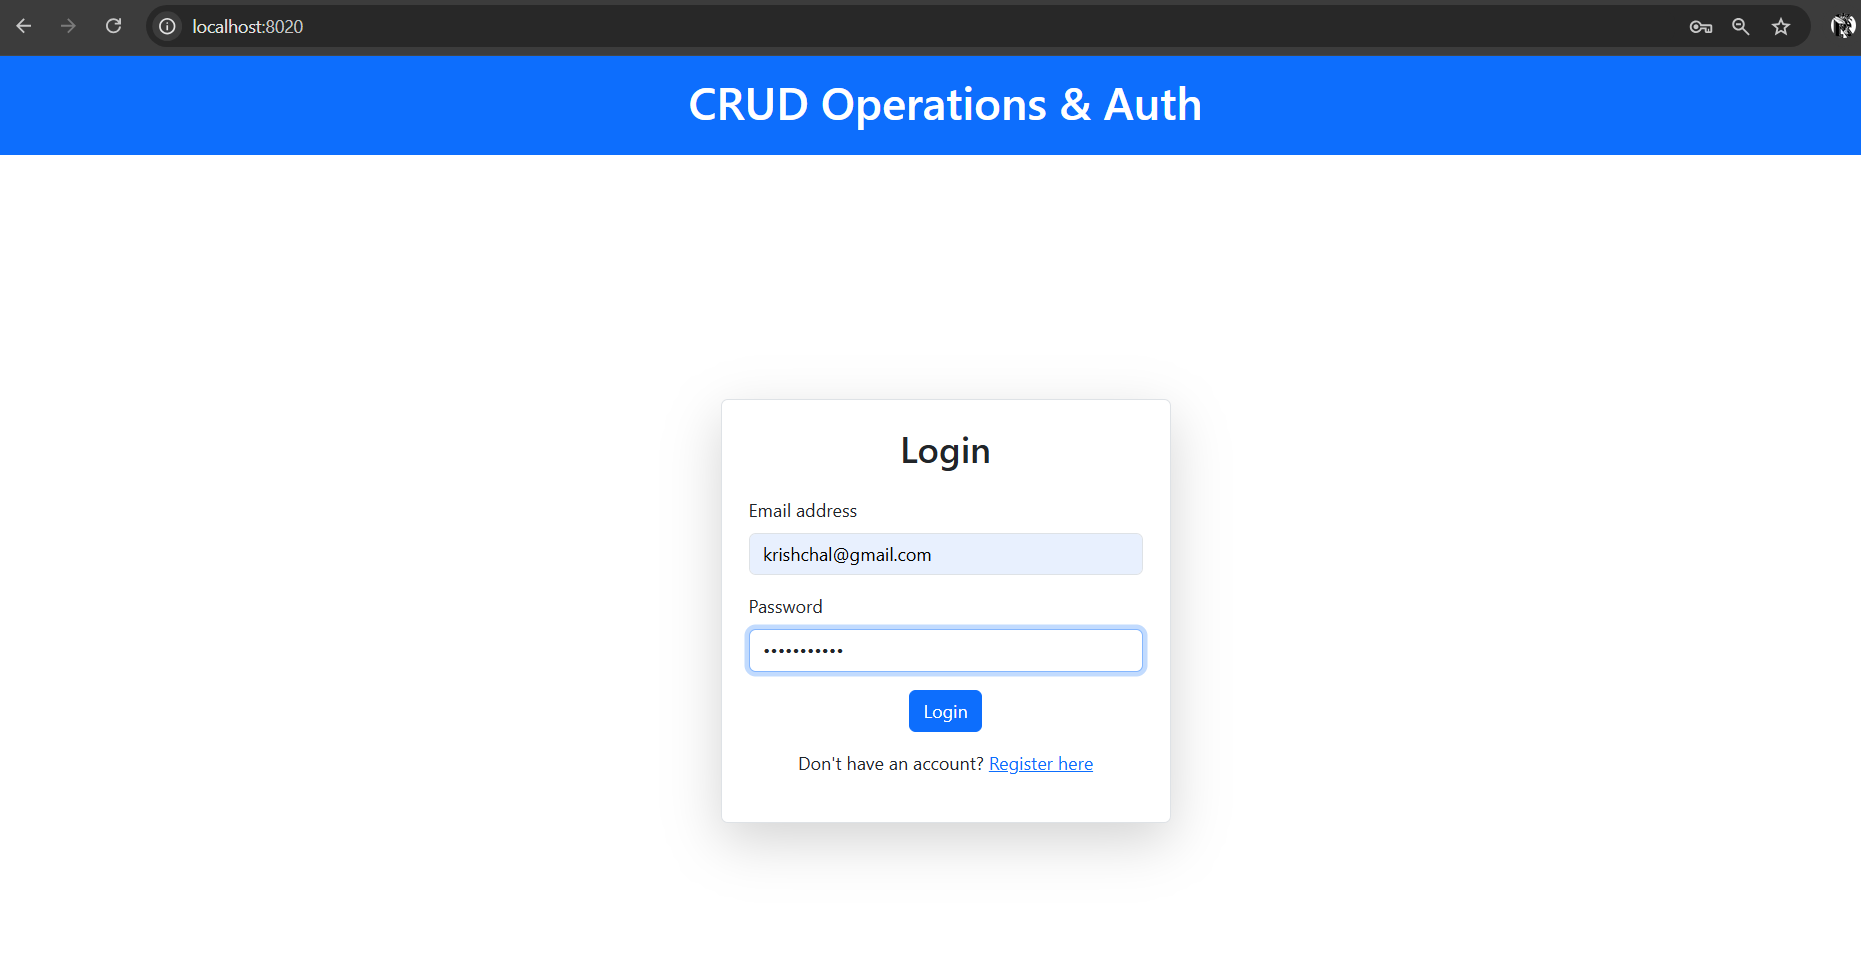 localhost:8020
CRUD Operations & Auth
Login
Email address
krishchal@gmail.com
Password
•••••••••••
Login
Don't have an account? Register here